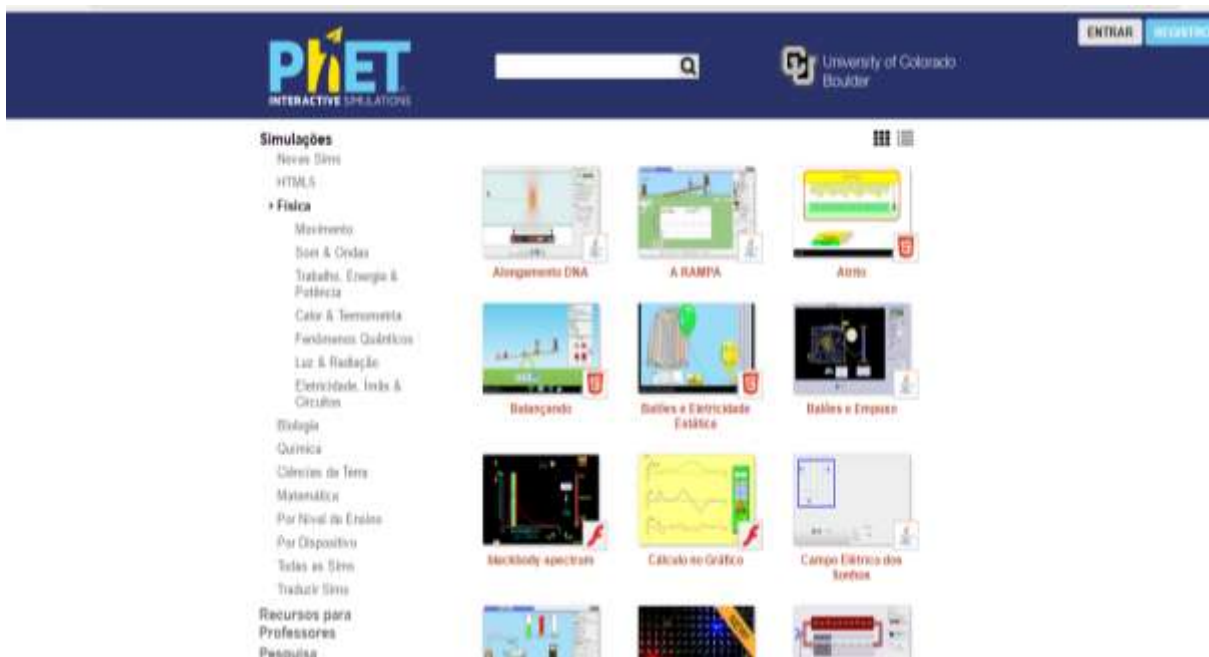 PhET
INTERACTIVE SIMULATIONS
University of Colorado
Boulder
ENTRAR
Simulações
Novas Sims
HTML5
Física
Movimento
Som & Ondas
Trabalho, Energia &
Potência
Calor & Termometria
Fenômenos Quânticos
Luz & Radiação
Eletricidade, Ímãs &
Circuitos
Biologia
Química
Ciências da Terra
Matemática
Por Nível de Ensino
Por Dispositivo
Todas as Sims
Traduzir Sims
Recursos para
Professores
Pesquisa
Alongamento DNA
A RAMPA
Atrito
Balançando
Balões e Eletricidade
Estática
Balões e Empuxo
blackbody-spectrum
Cálculo no Gráfico
Campo Elétrico dos
Sonhos